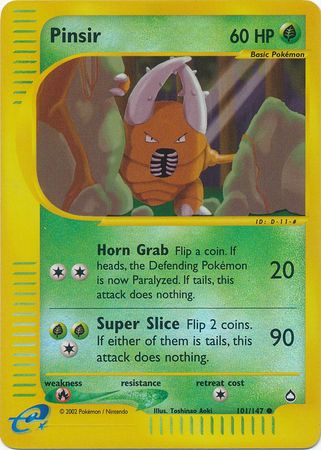 Pinsir 60 HP
Basic Pokémon
ID: D-11-#
Horn Grab Flip a coin. If
heads, the Defending Pokémon
is now Paralyzed. If tails, this
attack does nothing.
20
Super Slice Flip 2 coins.
If either of them is tails, this
attack does nothing.
90
weakness resistance retreat cost
e
© 2002 Pokémon / Nintendo Illus. Toshinao Aoki 101/147